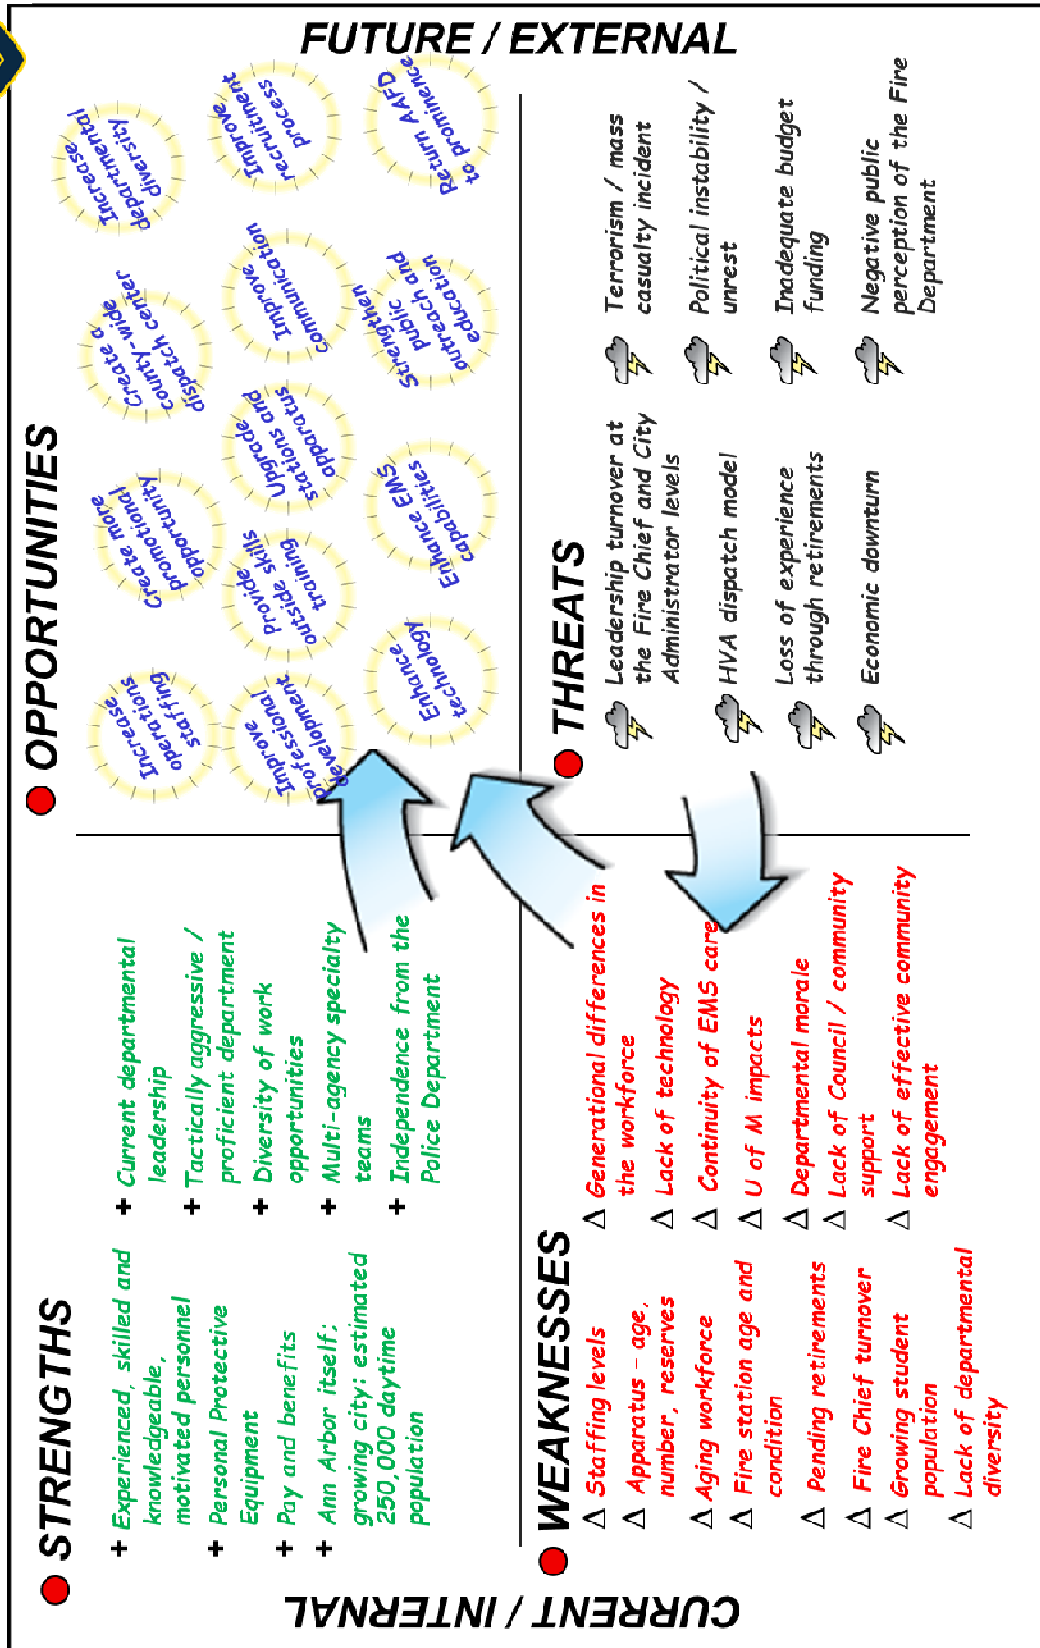 FUTURE / EXTERNAL
CURRENT / INTERNAL
STRENGTHS
+ Experienced, skilled and
knowledgeable,
motivated personnel
+ Personal Protective
Equipment
+ Pay and benefits
+ Ann Arbor itself:
growing city: estimated
250,000 daytime
population
+ Current departmental
leadership
+ Tactically aggressive /
proficient department
+ Diversity of work
opportunities
+ Multi-agency specialty
teams
+ Independence from the
Police Department
OPPORTUNITIES
Increase
operations
staffing
Create more
promotional
opportunity
Create a
county-wide
dispatch center
Increase
departmental
diversity
Improve
professional
development
Provide
outside skills
training
Upgrade
stations and
apparatus
Improve
communication
Improve
recruitment
process
Enhance
technology
Enhance EMS
capabilities
Strengthen
public
outreach and
education
Return AAFD
to prominence
WEAKNESSES
Δ Staffing levels
Δ Apparatus - age,
number, reserves
Δ Aging workforce
Δ Fire station age and
condition
Δ Pending retirements
Δ Fire Chief turnover
Δ Growing student
population
Δ Lack of departmental
diversity
Δ Generational differences in
the workforce
Δ Lack of technology
Δ Continuity of EMS care
Δ U of M impacts
Δ Departmental morale
Δ Lack of Council / community
support
Δ Lack of effective community
engagement
THREATS
Leadership turnover at
the Fire Chief and City
Administrator levels
HVA dispatch model
Loss of experience
through retirements
Economic downturn
Terrorism / mass
casualty incident
Political instability /
unrest
Inadequate budget
funding
Negative public
perception of the Fire
Department